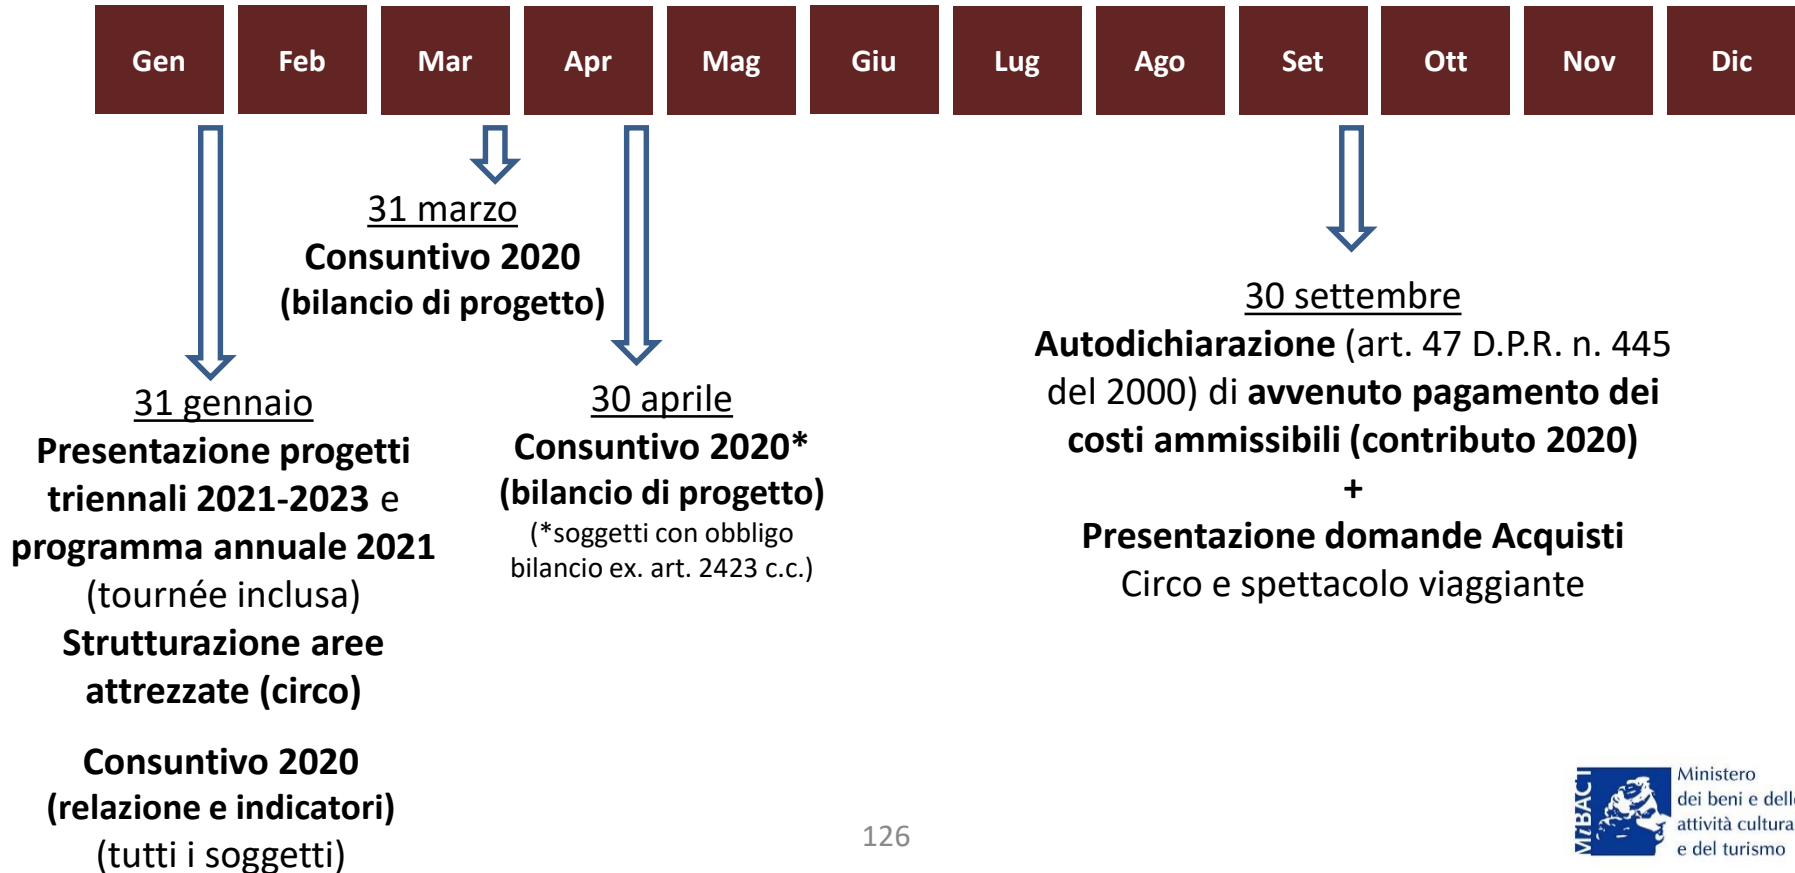 Gen Feb Mar Apr Mag Giu Lug Ago Set Ott Nov Dic
31 gennaio
Presentazione progetti
triennali 2021-2023 e
programma annuale 2021
(tournée inclusa)
Strutturazione aree
attrezzate (circo)
Consuntivo 2020
(relazione e indicatori)
(tutti i soggetti)
31 marzo
Consuntivo 2020
(bilancio di progetto)
30 aprile
Consuntivo 2020*
(bilancio di progetto)
(*soggetti con obbligo
bilancio ex. art. 2423 c.c.)
30 settembre
Autodichiarazione (art. 47 D.P.R. n. 445
del 2000) di avvenuto pagamento dei
costi ammissibili (contributo 2020)
+
Presentazione domande Acquisti
Circo e spettacolo viaggiante
126
MiBACT
Ministero
dei beni e delle
attività cultura
e del turismo